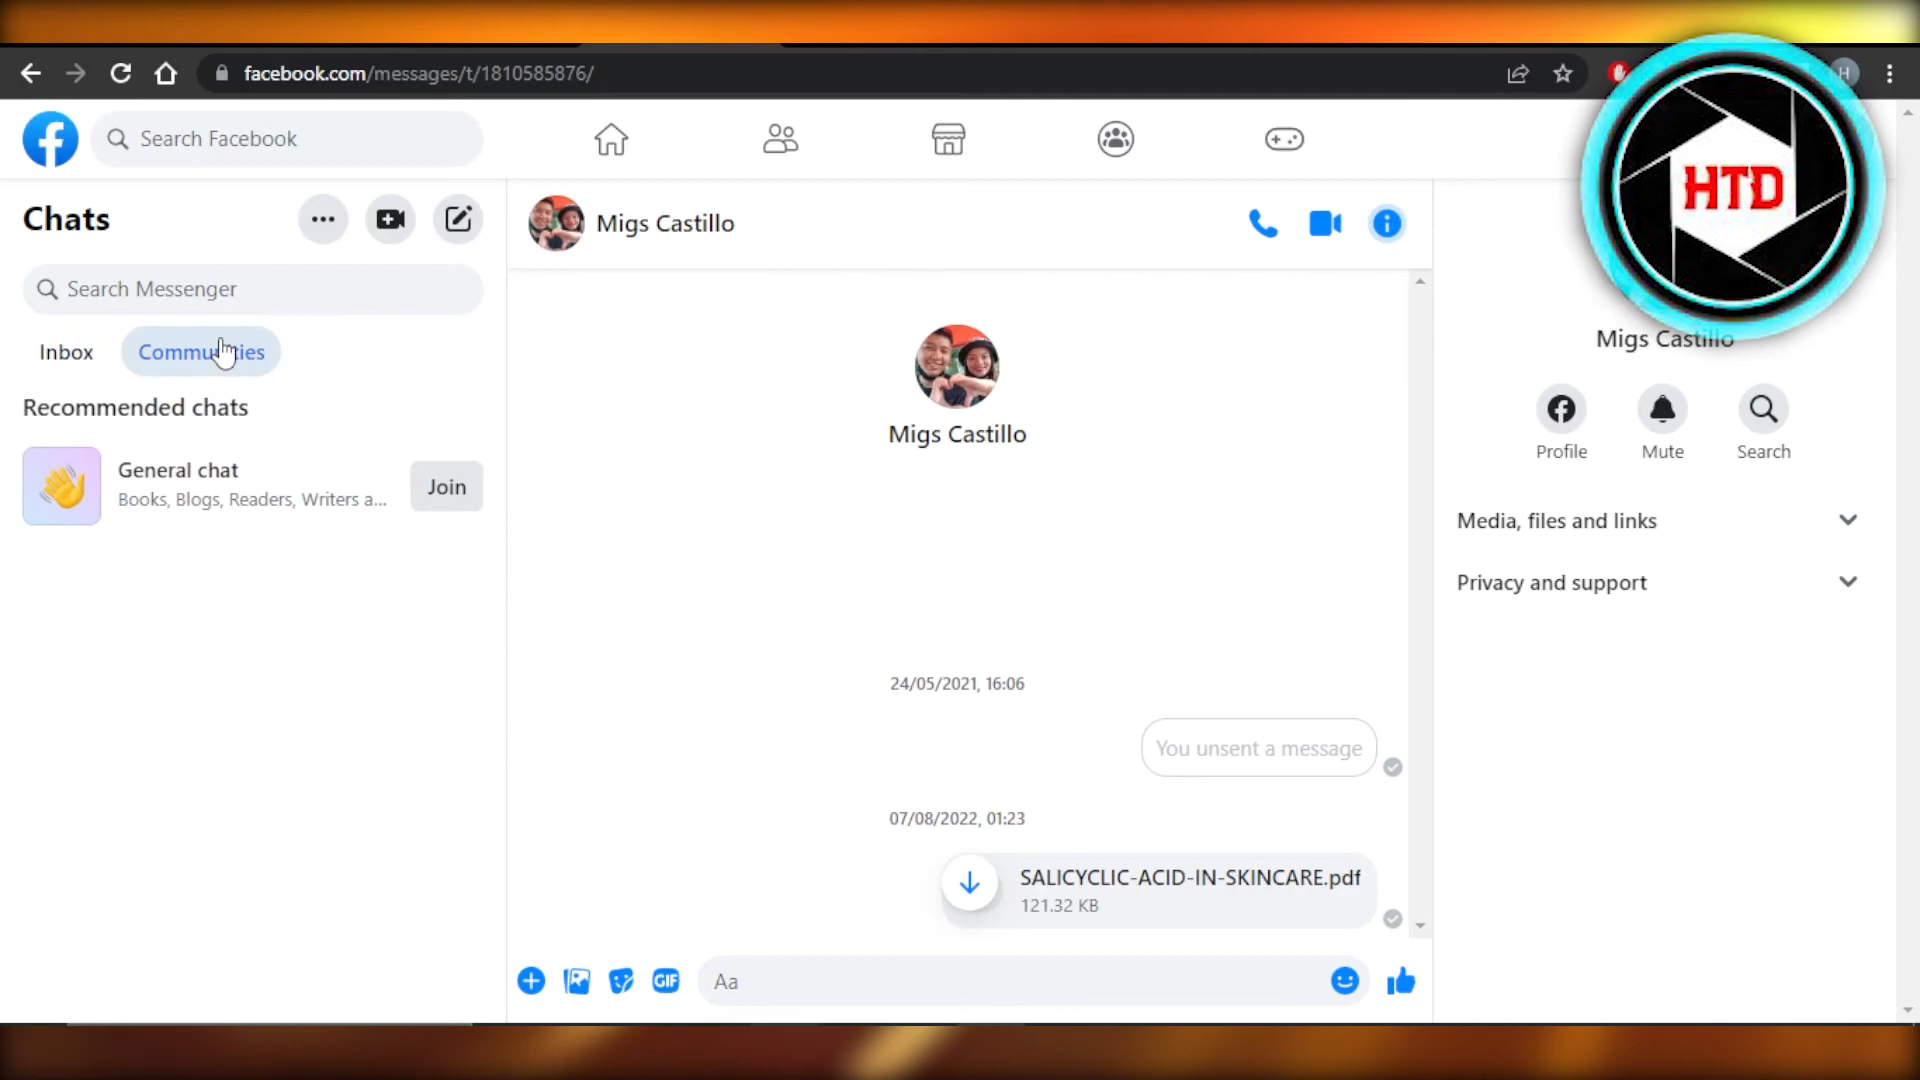 facebook.com/messages/t/1810585876/
H
HTD
Search Facebook
Chats
Search Messenger
Inbox
Communities
Recommended chats
General chat
Books, Blogs, Readers, Writers a...
Join
Migs Castillo
Migs Castillo
24/05/2021, 16:06
You unsent a message
07/08/2022, 01:23
SALICYCLIC-ACID-IN-SKINCARE.pdf
121.32 KB
GIF
Aa
Migs Castillo
Profile
Mute
Search
Media, files and links
Privacy and support